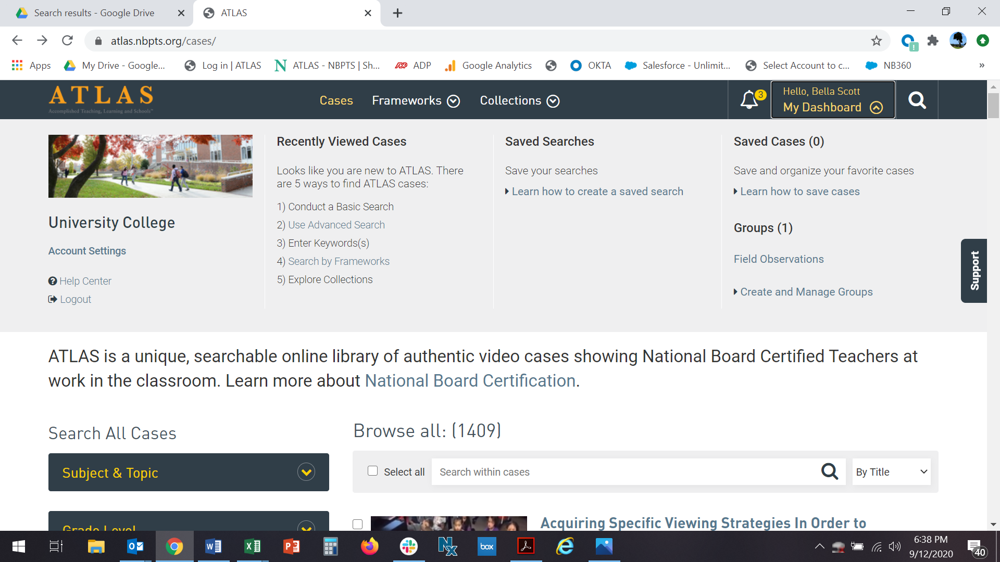 Search results - Google Drive
ATLAS
atlas.nbpts.org/cases/
Apps
My Drive - Google...
Log in | ATLAS
ATLAS - NBPTS | Sh...
ADP
Google Analytics
OKTA
Salesforce - Unlimit...
Select Account to c...
NB360
»
ATLAS
Accomplished Teaching, Learning and Schools
Cases
Frameworks
Collections
3
Hello, Bella Scott
My Dashboard
University College
Account Settings
Help Center
Logout
Recently Viewed Cases
Looks like you are new to ATLAS. There
are 5 ways to find ATLAS cases:
1) Conduct a Basic Search
2) Use Advanced Search
3) Enter Keywords(s)
4) Search by Frameworks
5) Explore Collections
Saved Searches
Save your searches
Learn how to create a saved search
Saved Cases (0)
Save and organize your favorite cases
Learn how to save cases
Groups (1)
Field Observations
Create and Manage Groups
Support
ATLAS is a unique, searchable online library of authentic video cases showing National Board Certified Teachers at
work in the classroom. Learn more about National Board Certification.
Search All Cases
Subject & Topic
Grade Level
Browse all: (1409)
Select all
Search within cases
By Title
Acquiring Specific Viewing Strategies In Order to
box
6:38 PM
9/12/2020
40